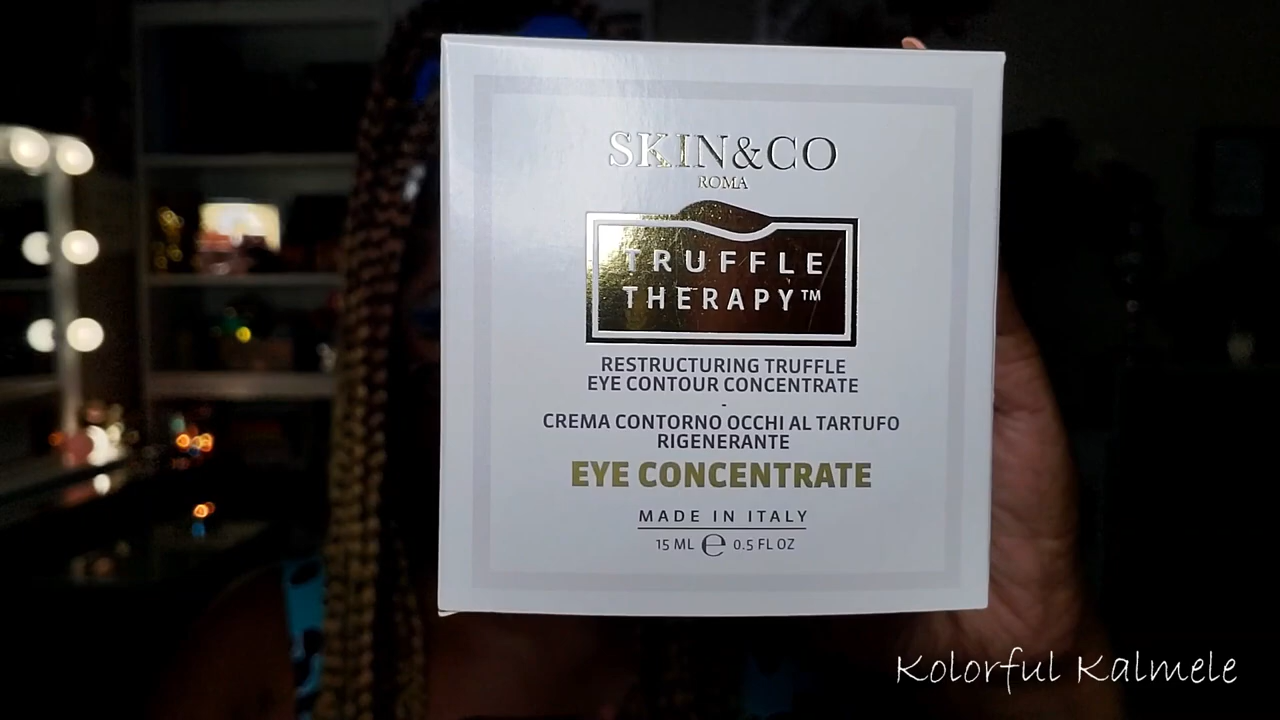 SKIN&CO
ROMA
TRUFFLE
THERAPY™
RESTRUCTURING TRUFFLE
EYE CONTOUR CONCENTRATE
-
CREMA CONTORNO OCCHI AL TARTUFO
RIGENERANTE
EYE CONCENTRATE
MADE IN ITALY
15 ML ℮ 0.5 FL OZ
Kolorful Kalmele